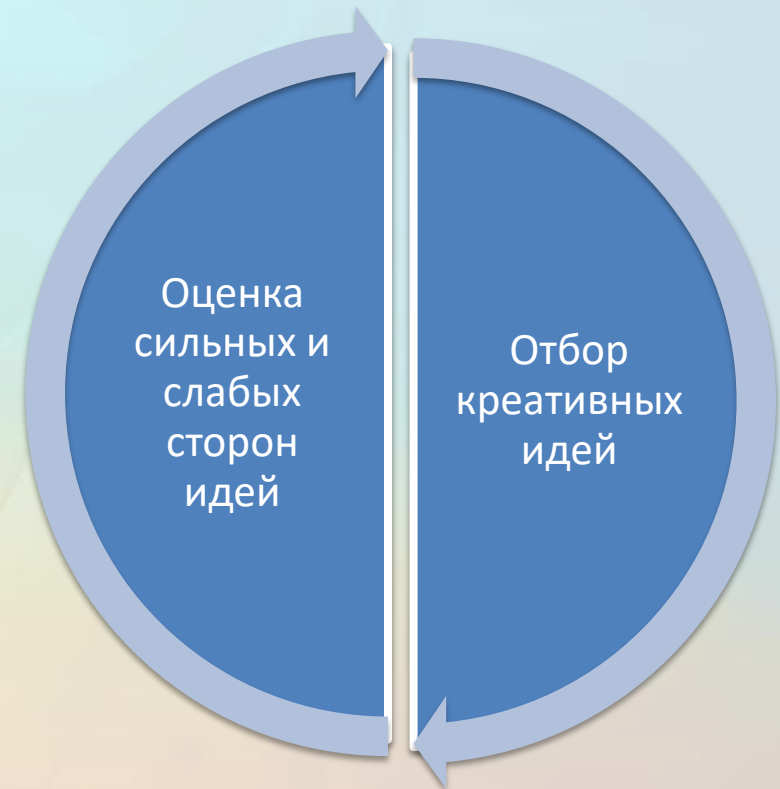 Оценка
сильных и
слабых
сторон
идей
Отбор
креативных
идей